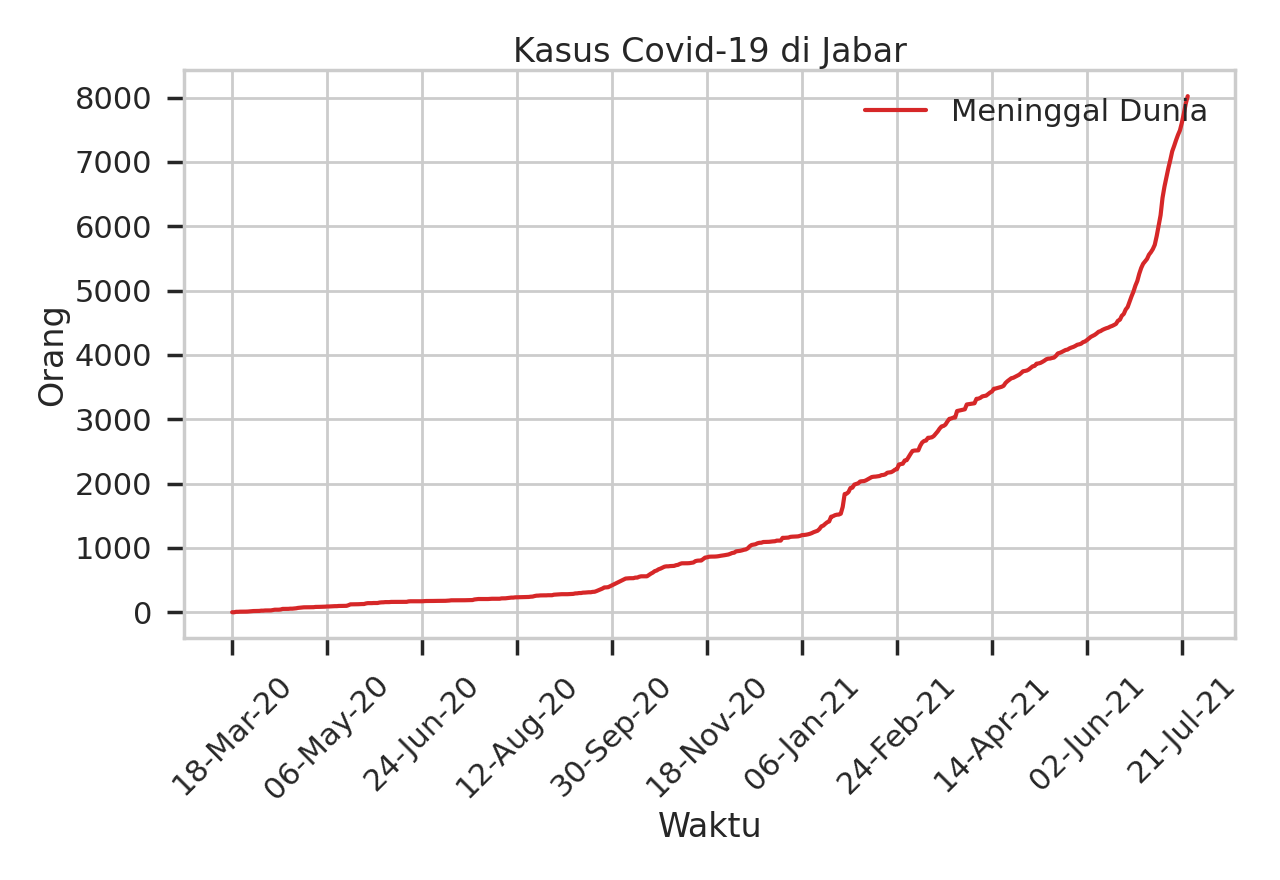 Kasus Covid-19 di Jabar
Meninggal Dunia
Orang
8000
7000
6000
5000
4000
3000
2000
1000
0
18-Mar-20
06-May-20
24-Jun-20
12-Aug-20
30-Sep-20
18-Nov-20
06-Jan-21
24-Feb-21
14-Apr-21
02-Jun-21
21-Jul-21
Waktu